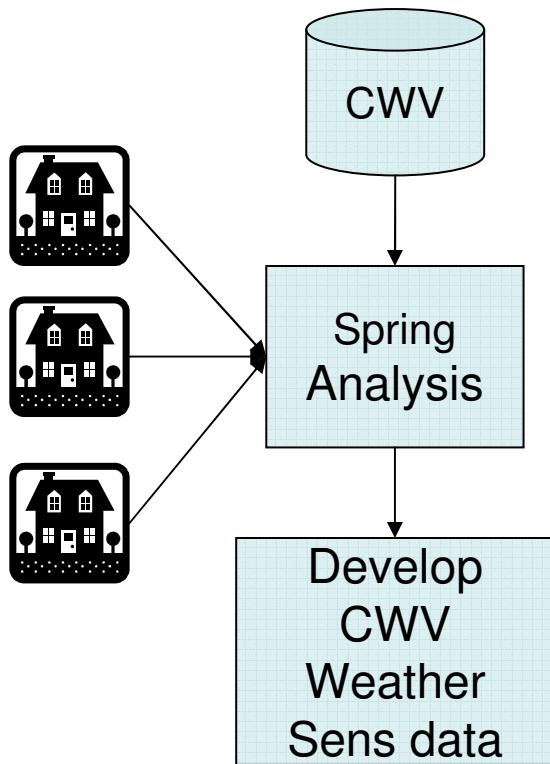 CWV
Spring
Analysis
Develop
CWV
Weather
Sens data